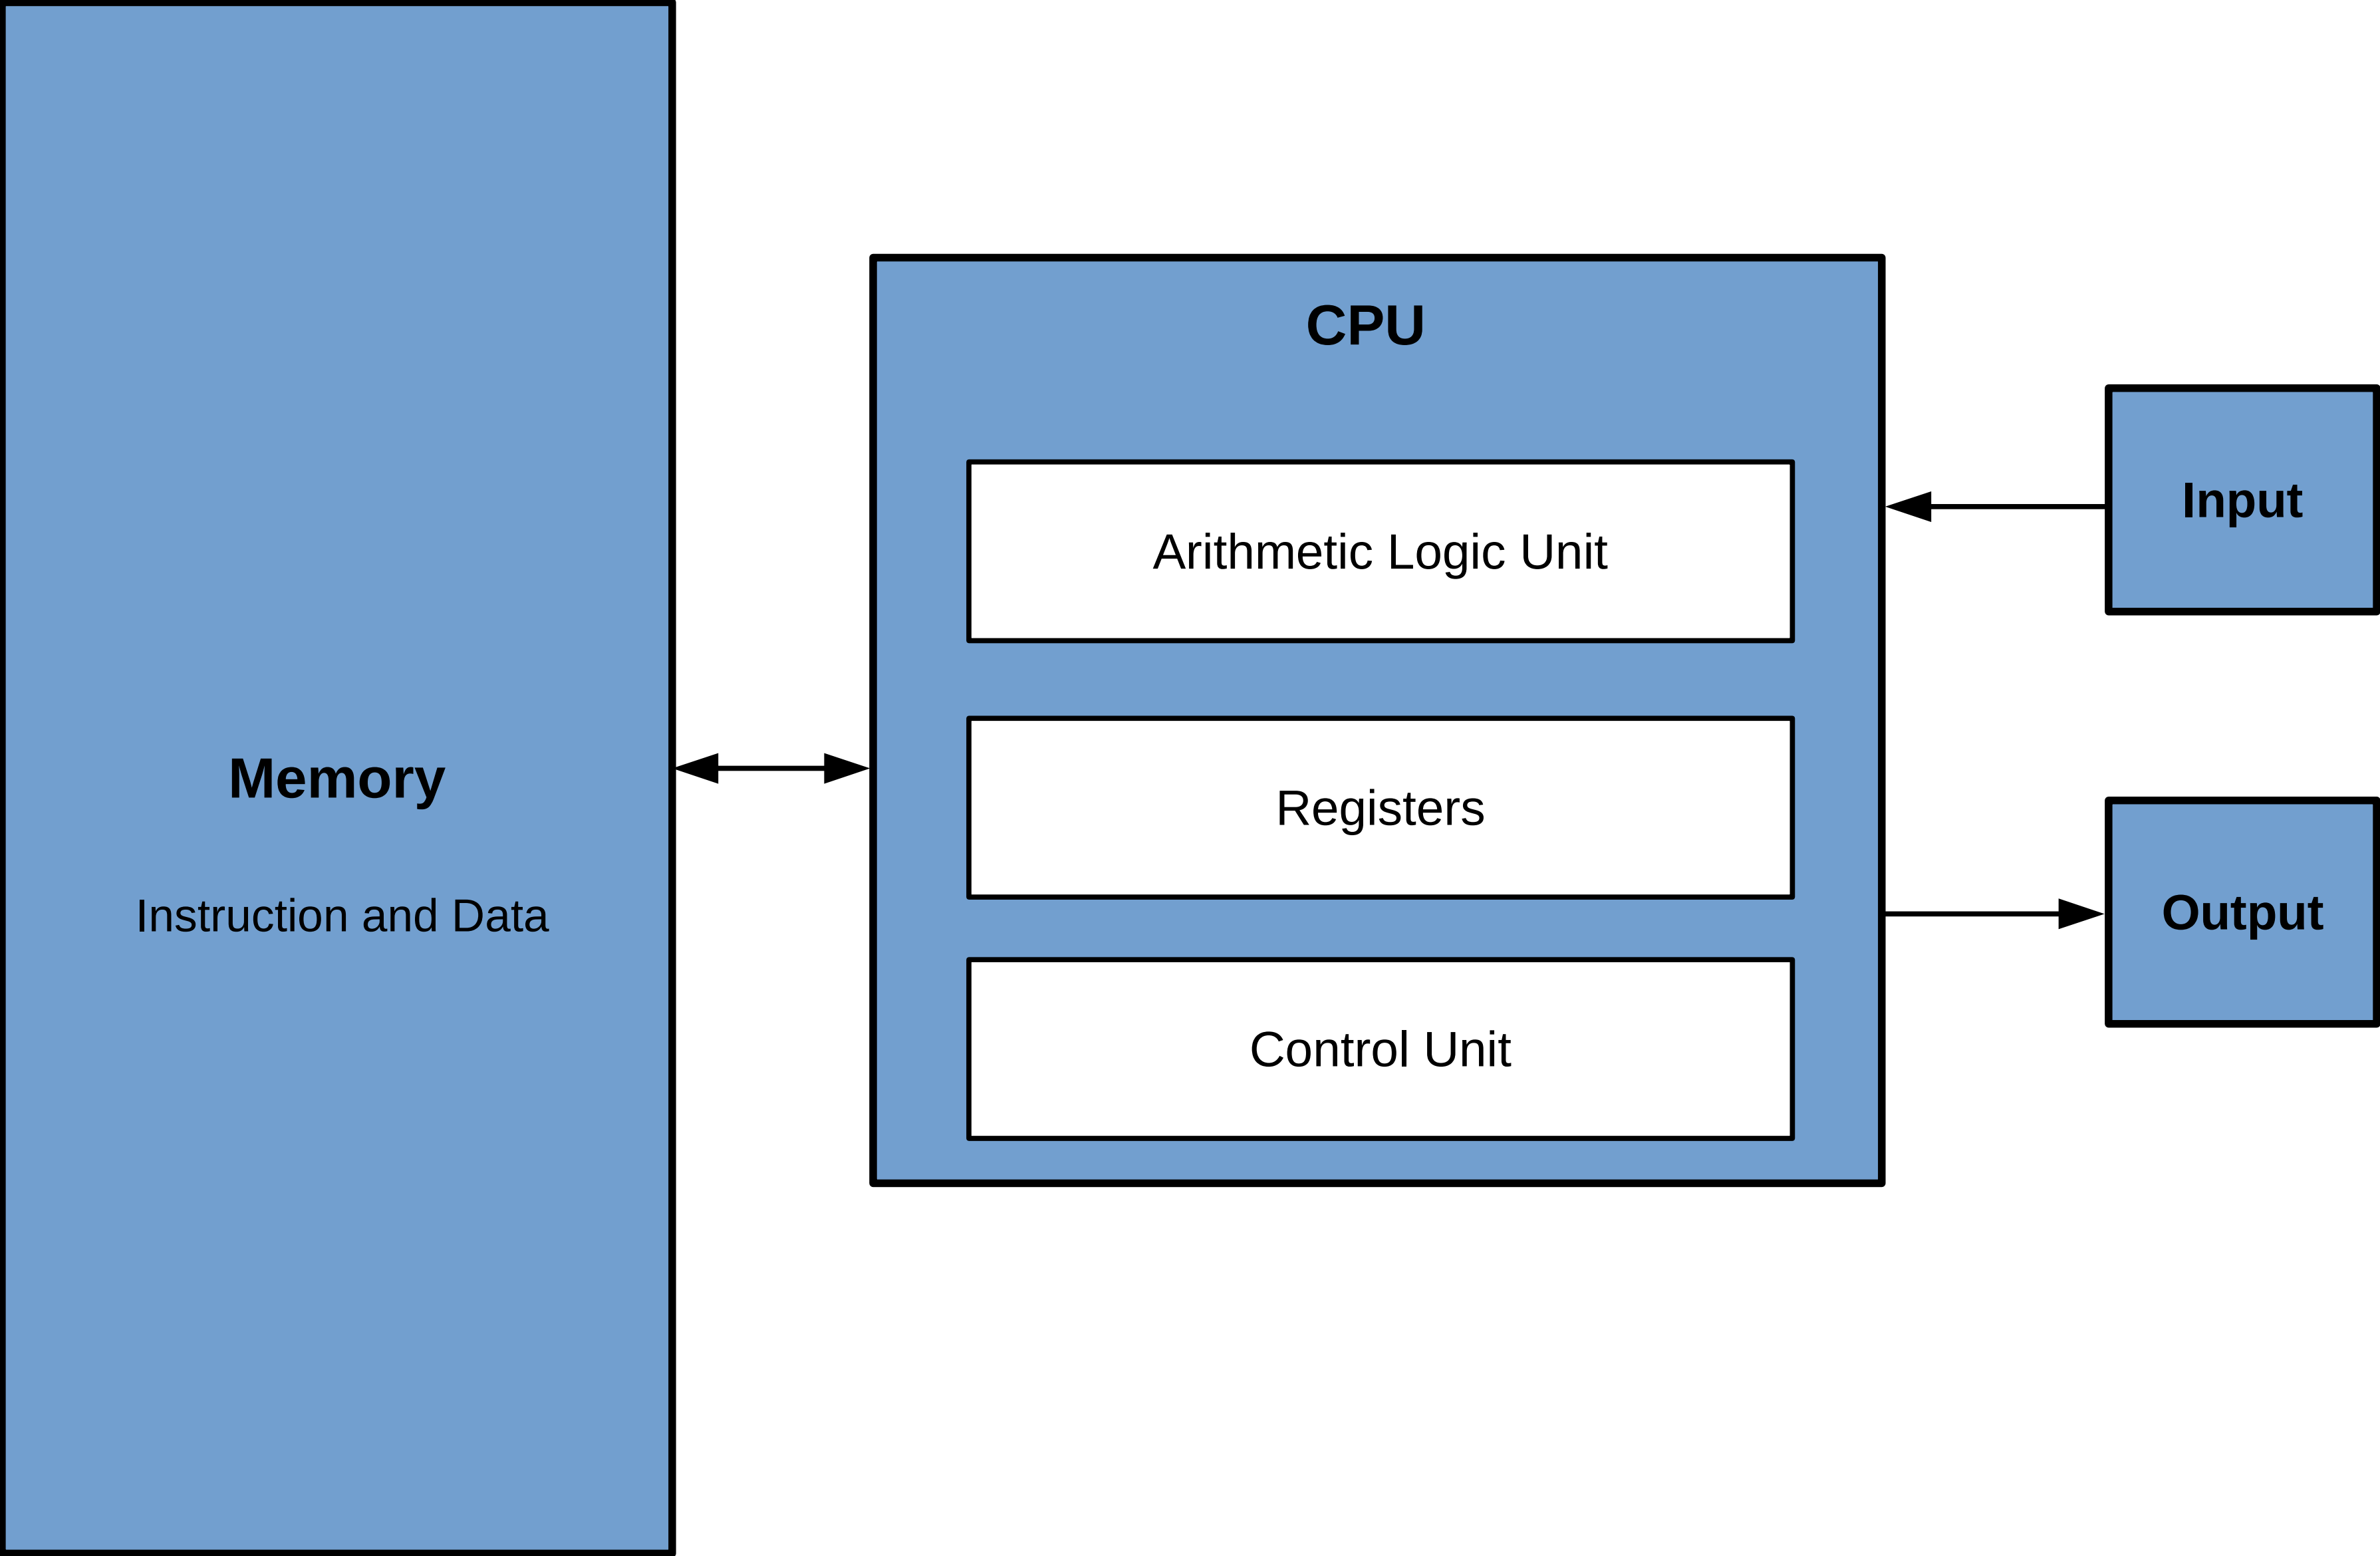 Memory
Instruction and Data
CPU
Arithmetic Logic Unit
Registers
Control Unit
Input
Output